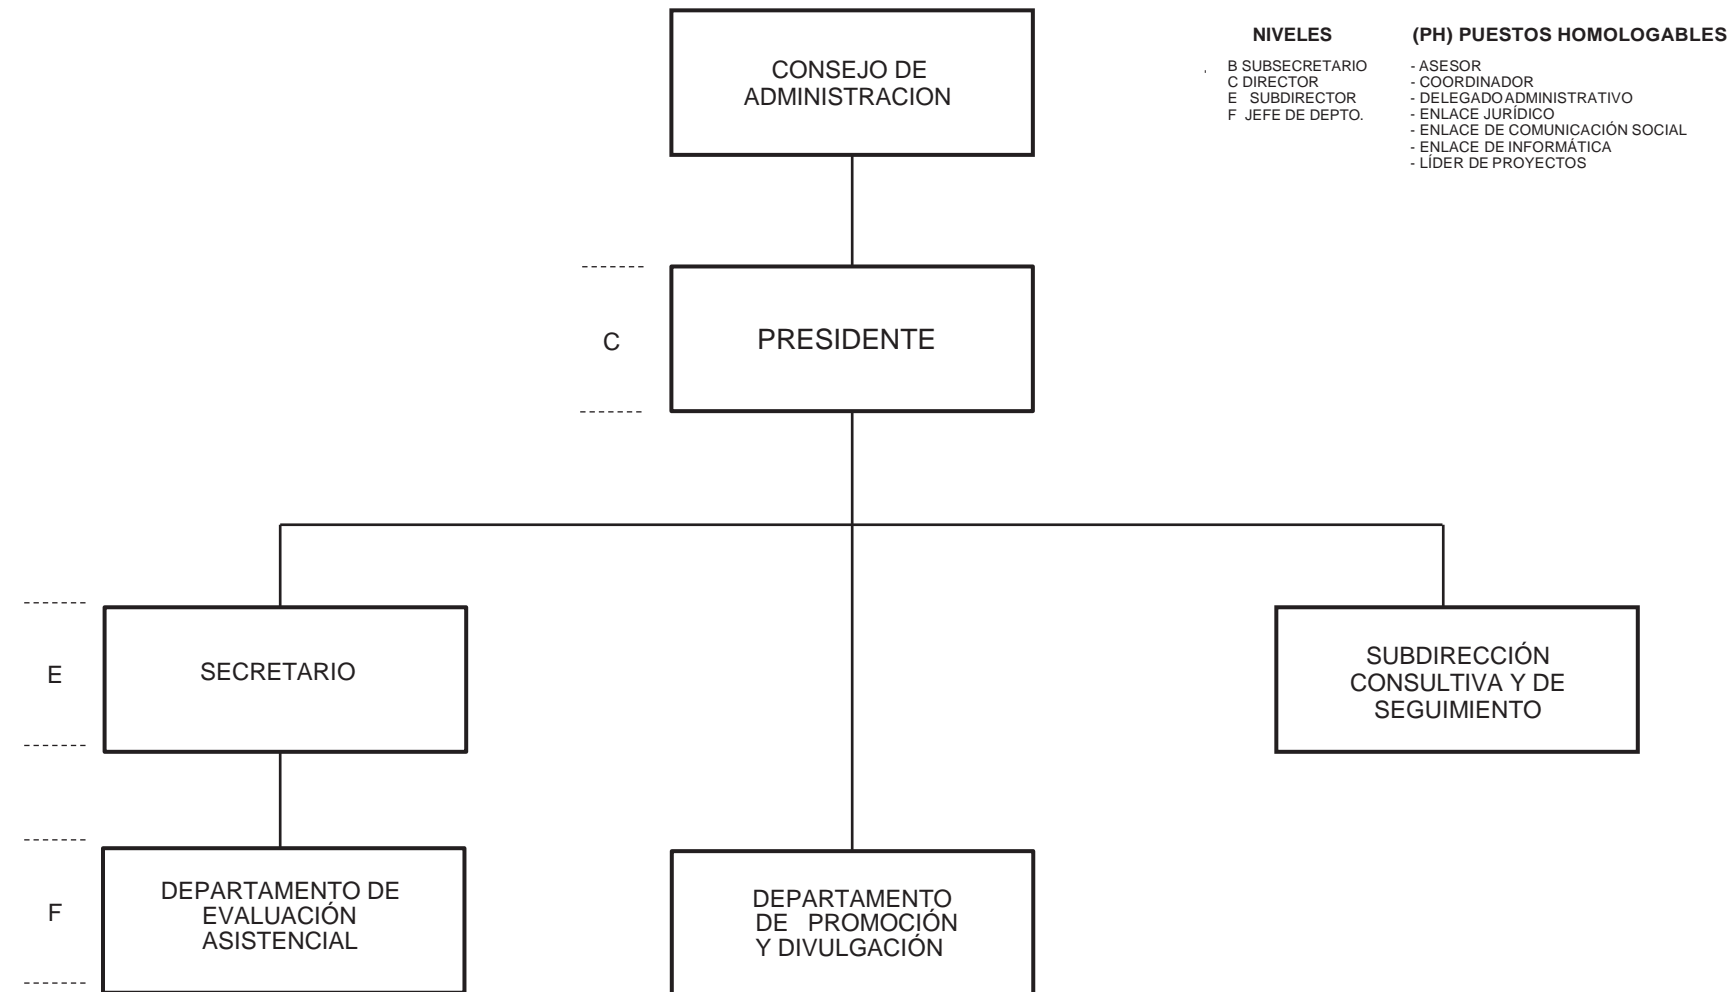 CONSEJO DE
ADMINISTRACION
NIVELES
B SUBSECRETARIO
C DIRECTOR
E SUBDIRECTOR
F JEFE DE DEPTO.
(PH) PUESTOS HOMOLOGABLES
- ASESOR
- COORDINADOR
- DELEGADO ADMINISTRATIVO
- ENLACE JURÍDICO
- ENLACE DE COMUNICACIÓN SOCIAL
- ENLACE DE INFORMÁTICA
- LÍDER DE PROYECTOS
C
PRESIDENTE
E
SECRETARIO
SUBDIRECCIÓN
CONSULTIVA Y DE
SEGUIMIENTO
F
DEPARTAMENTO DE
EVALUACIÓN
ASISTENCIAL
DEPARTAMENTO
DE PROMOCIÓN
Y DIVULGACIÓN